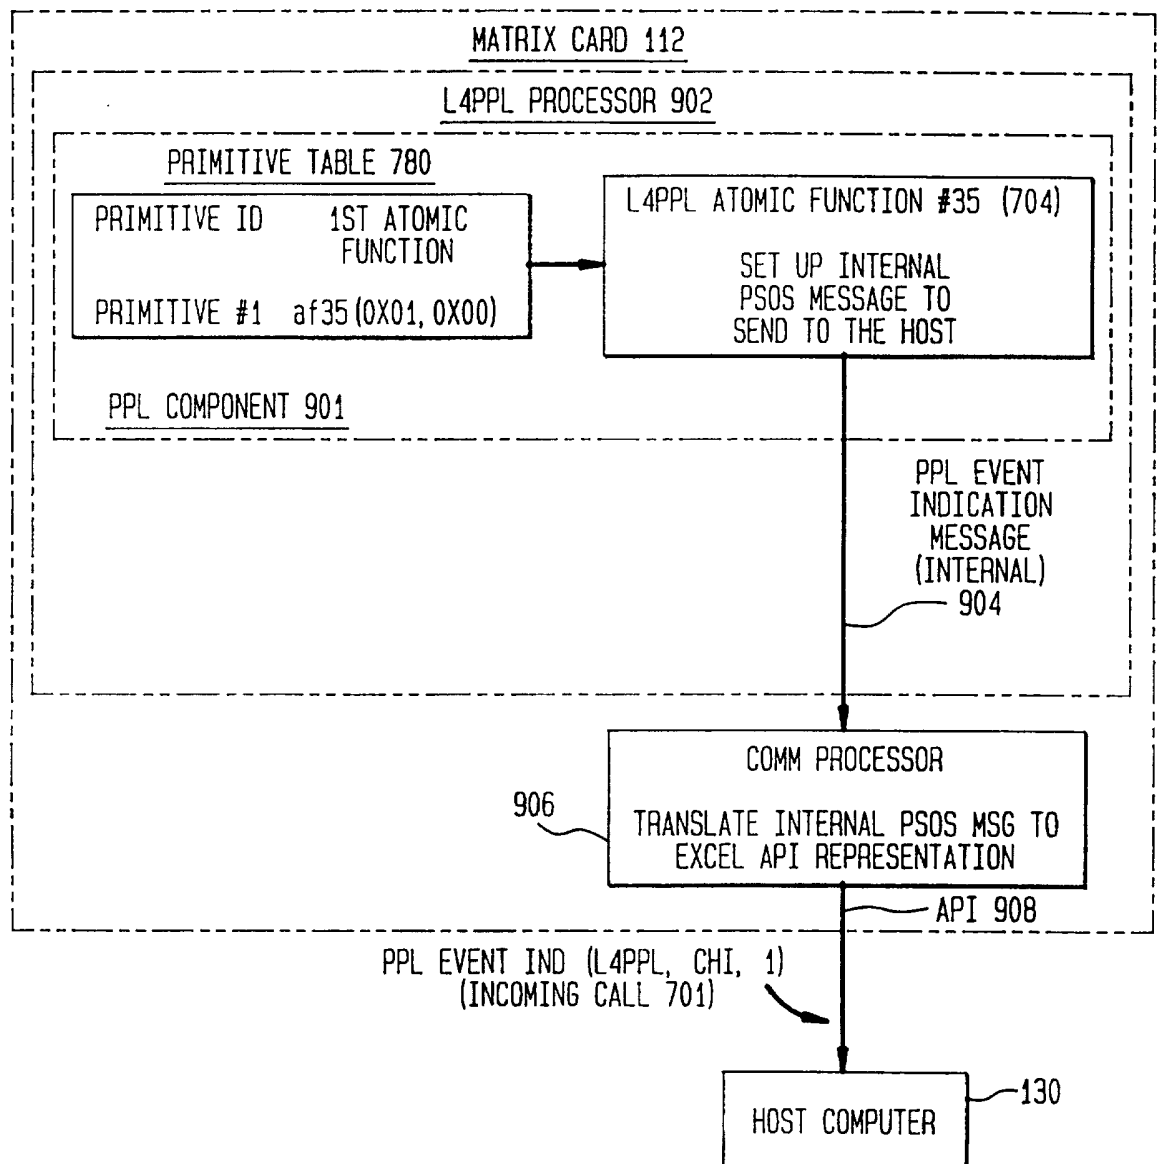 MATRIX CARD 112
L4PPL PROCESSOR 902
PRIMITIVE TABLE 780
PRIMITIVE ID 1ST ATOMIC
FUNCTION
PRIMITIVE #1 af35(0X01, 0X00)
L4PPL ATOMIC FUNCTION #35 (704)
SET UP INTERNAL
PSOS MESSAGE TO
SEND TO THE HOST
PPL COMPONENT 901
PPL EVENT
INDICATION
MESSAGE
(INTERNAL)
904
COMM PROCESSOR
906
TRANSLATE INTERNAL PSOS MSG TO
EXCEL API REPRESENTATION
API 908
PPL EVENT IND (L4PPL, CHI, 1)
(INCOMING CALL 701)
130
HOST COMPUTER